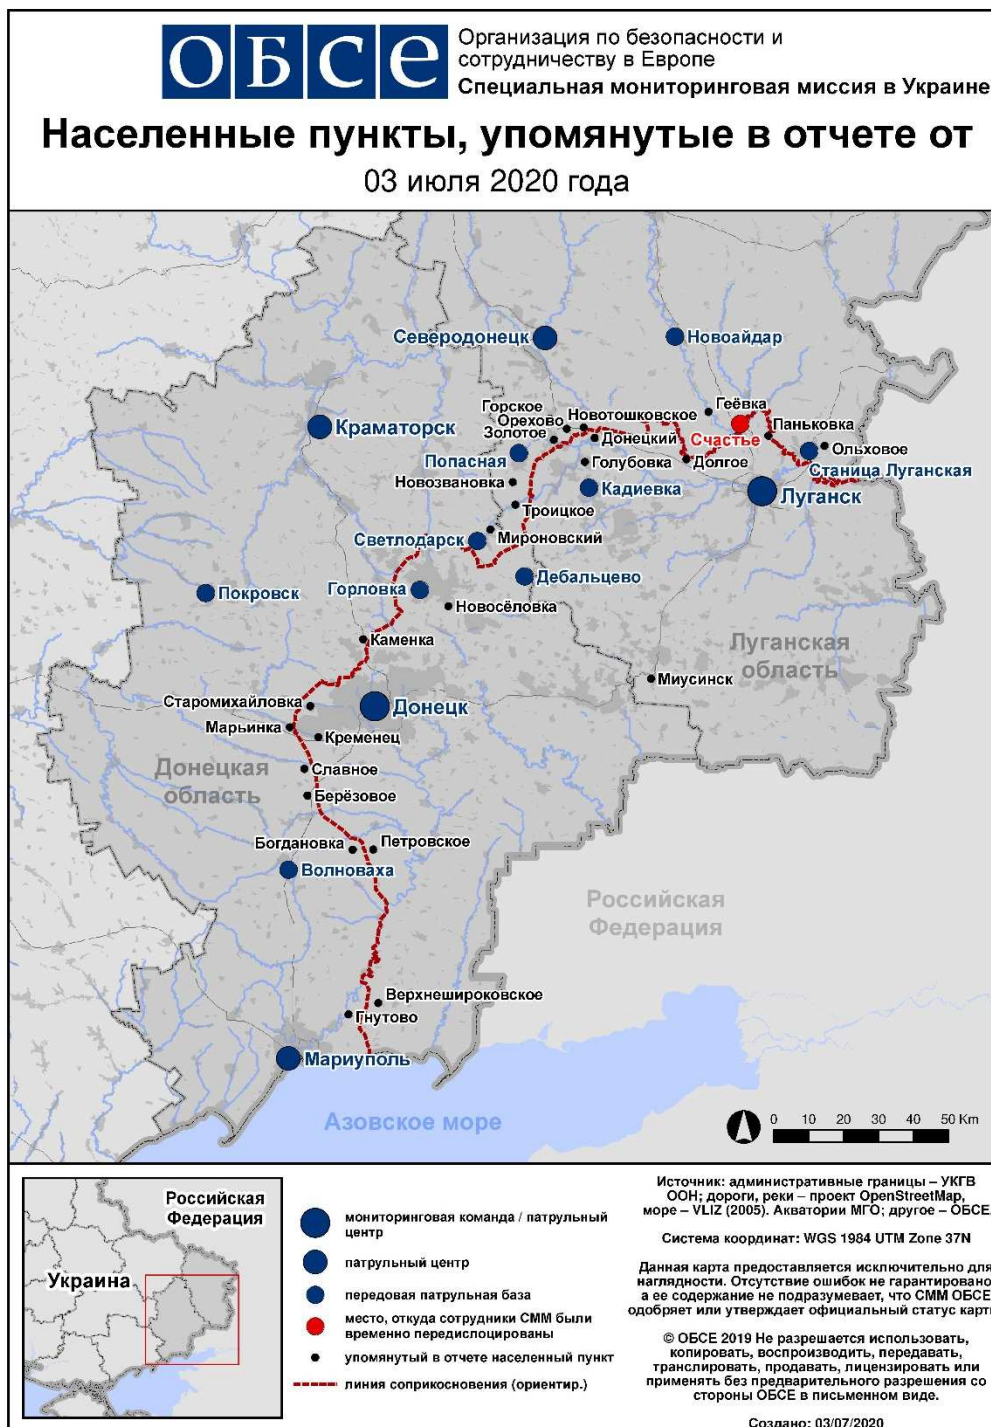 ОБСЕ
Организация по безопасности и
сотрудничеству в Европе
Специальная мониторинговая миссия в Украине
Населенные пункты, упомянутые в отчете от
03 июля 2020 года
Северодонецк
Новоайдар
Геёвка
Горское
Орехово
Новотошковское
Краматорск
Золотое
Донецкий
Счастье
Паньковка
Ольховое
Попасная
Голубовка
Долгое
Станица Луганская
Новозвановка
Кадиевка
Луганск
Троицкое
Светлодарск
Мироновский
Дебальцево
Покровск
Горловка
Новосёловка
Каменка
Луганская
область
Миусинск
Старомихайловка
Донецк
Марьинка
Кременец
Донецкая
область
Славное
Берёзовое
Богдановка
Петровское
Волноваха
Российская
Федерация
Верхнешироковское
Гнутово
Мариуполь
Азовское море
0 10 20 30 40 50 Km
Российская
Федерация
Украина
мониторинговая команда / патрульный
центр
патрульный центр
передовая патрульная база
место, откуда сотрудники СММ были
временно передислоцированы
упомянутый в отчете населенный пункт
линия соприкосновения (ориентир.)
Источник: административные границы – УКГВ
ООН; дороги, реки – проект OpenStreetMap,
море – VLIZ (2005). Акватории МГО; другое – ОБСЕ.
Система координат: WGS 1984 UTM Zone 37N
Данная карта предоставляется исключительно для
наглядности. Отсутствие ошибок не гарантировано,
а ее содержание не подразумевает, что СММ ОБСЕ
одобряет или утверждает официальный статус карты
© ОБСЕ 2019 Не разрешается использовать,
копировать, воспроизводить, передавать,
транслировать, продавать, лицензировать или
применять без предварительного разрешения со
стороны ОБСЕ в письменном виде.
Создано: 03/07/2020